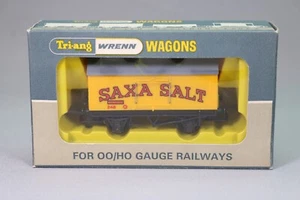 Tri-ang WRENN WAGONS
SAXA SALT
FOR OO/HO GAUGE RAILWAYS